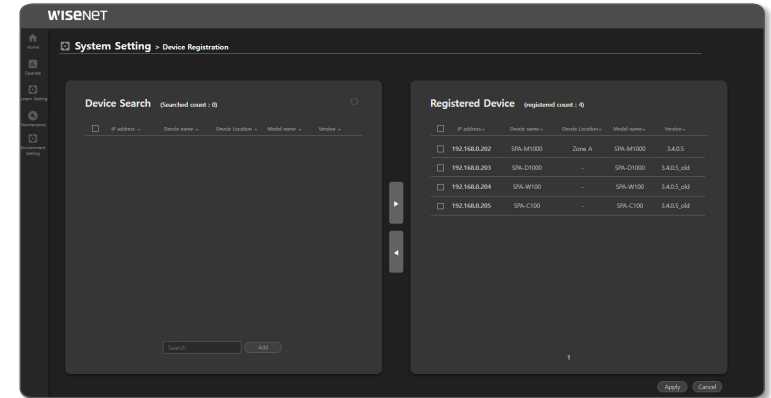 WISENET
Home
Operate
System Setting
Maintenance
Environment Setting
System Setting > Device Registration
Device Search (Searched count : 0)
IP address Device name Device Location Model name Version
Search Add
Registered Device (registered count : 4)
IP address Device name Device Location Model name Version
192.168.0.202 SPA-M1000 Zone A SPA-M1000 3.4.0.5
192.168.0.203 SPA-D1000 - SPA-D1000 3.4.0.5_old
192.168.0.204 SPA-W100 - SPA-W100 3.4.0.5_old
192.168.0.205 SPA-C100 - SPA-C100 3.4.0.5_old
1
Apply Cancel